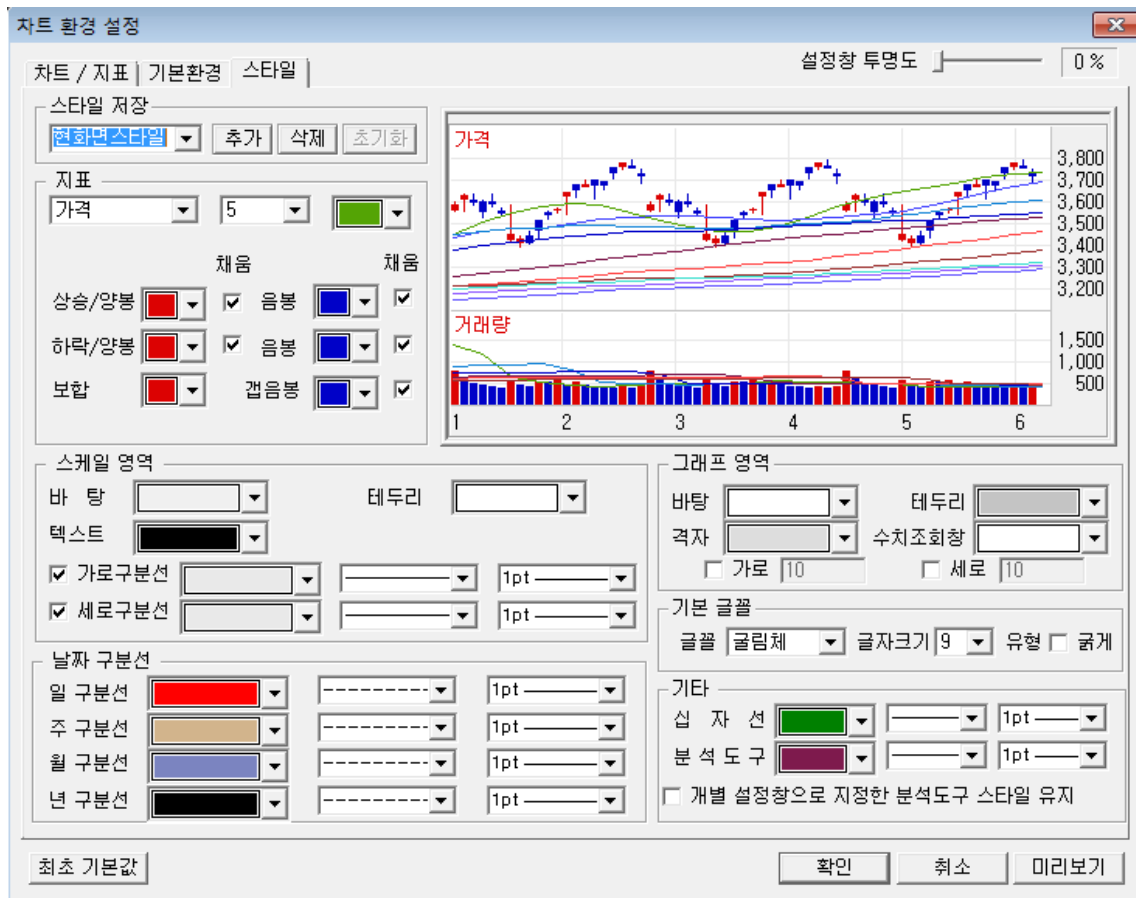 차트 환경 설정
차트 / 지표 기본환경 스타일 설정창 투명도 0 %
스타일 저장
현화면스타일 추가 삭제 초기화
지표
가격 5
채움 채움
상승/양봉 음봉
하락/양봉 음봉
보합 갭음봉
가격
3,800
3,700
3,600
3,500
3,400
3,300
3,200
거래량
1,500
1,000
500
1 2 3 4 5 6
스케일 영역
바 탕 테두리
텍스트
가로구분선 1pt
세로구분선 1pt
그래프 영역
바탕 테두리
격자 수치조회창
가로 10 세로 10
기본 글꼴
글꼴 굴림체 글자크기 9 유형 굵게
날짜 구분선
일 구분선 1pt
주 구분선 1pt
월 구분선 1pt
년 구분선 1pt
기타
십 자 선 1pt
분 석 도 구 1pt
개별 설정창으로 지정한 분석도구 스타일 유지
최초 기본값 확인 취소 미리보기